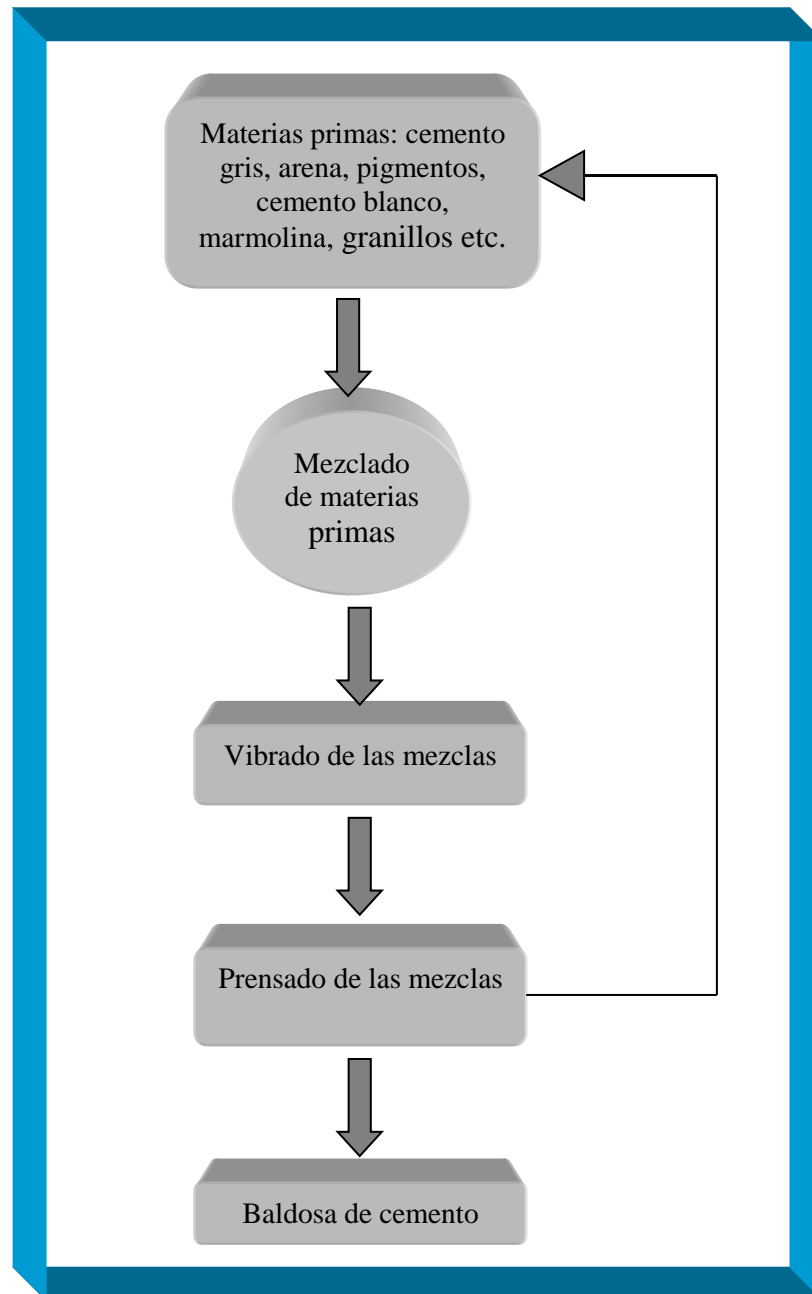 Materias primas: cemento
gris, arena, pigmentos,
cemento blanco,
marmolina, granillos etc.
Mezclado
de materias
primas
Vibrado de las mezclas
Prensado de las mezclas
Baldosa de cemento